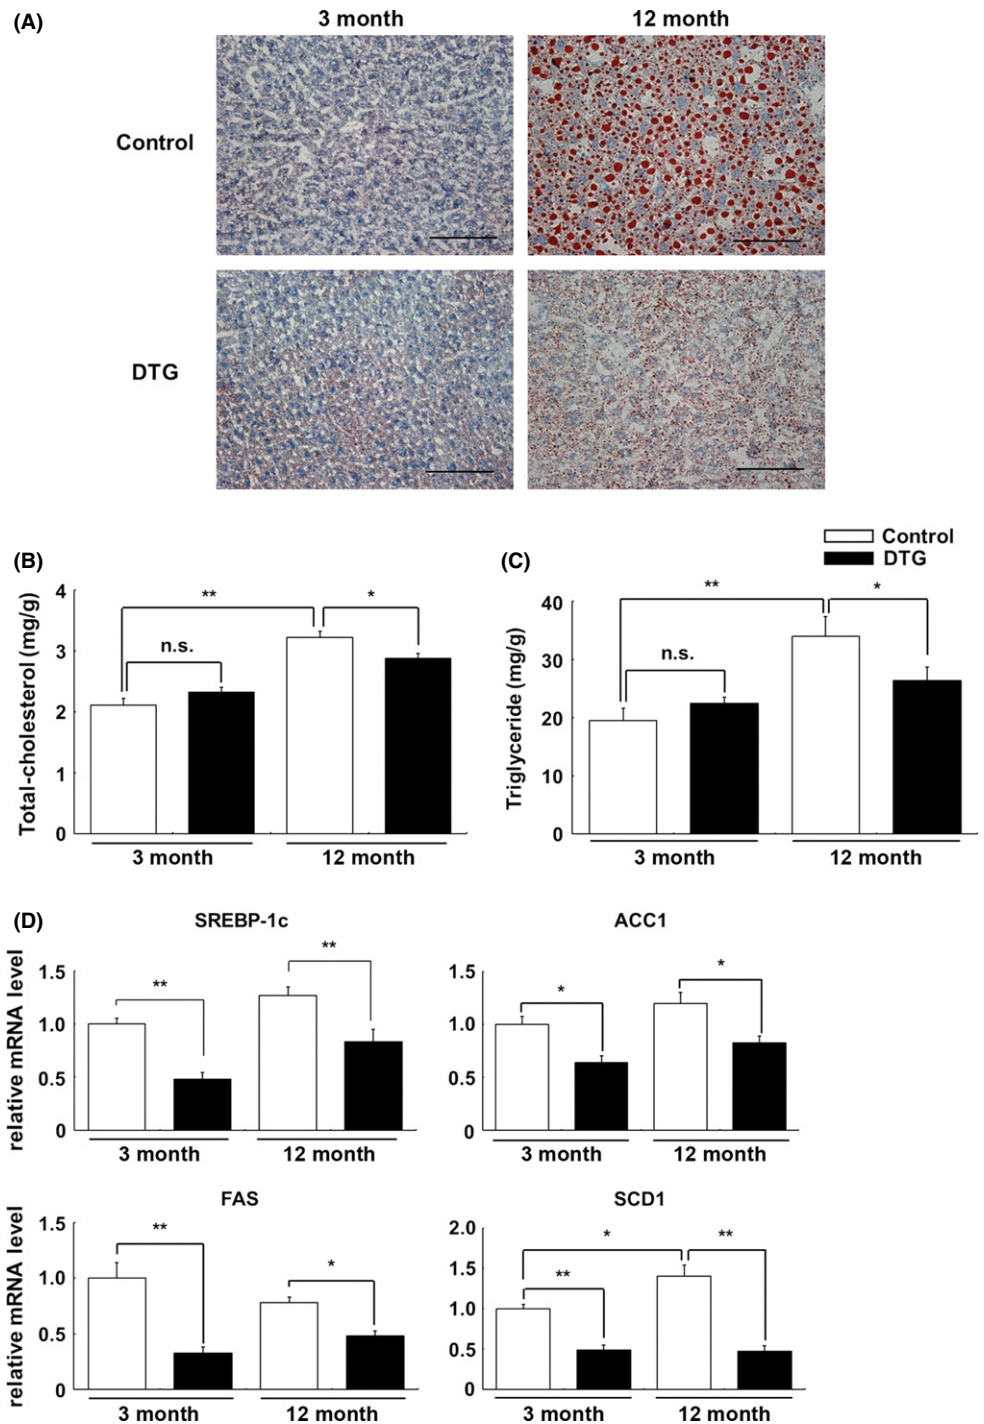 (A)
3 month 12 month
Control
DTG
Control
DTG
(B)
Total-cholesterol (mg/g)
4
3
2
1
0
**
*
n.s.
3 month 12 month
(C)
Triglyceride (mg/g)
40
30
20
10
0
**
*
n.s.
3 month 12 month
(D)
SREBP-1c
relative mRNA level
1.5
1.0
0.5
0
**
**
3 month 12 month
ACC1
1.5
1.0
0.5
0
*
*
3 month 12 month
FAS
relative mRNA level
1.5
1.0
0.5
0
**
*
3 month 12 month
SCD1
2.0
1.5
1.0
0.5
0
*
**
**
3 month 12 month